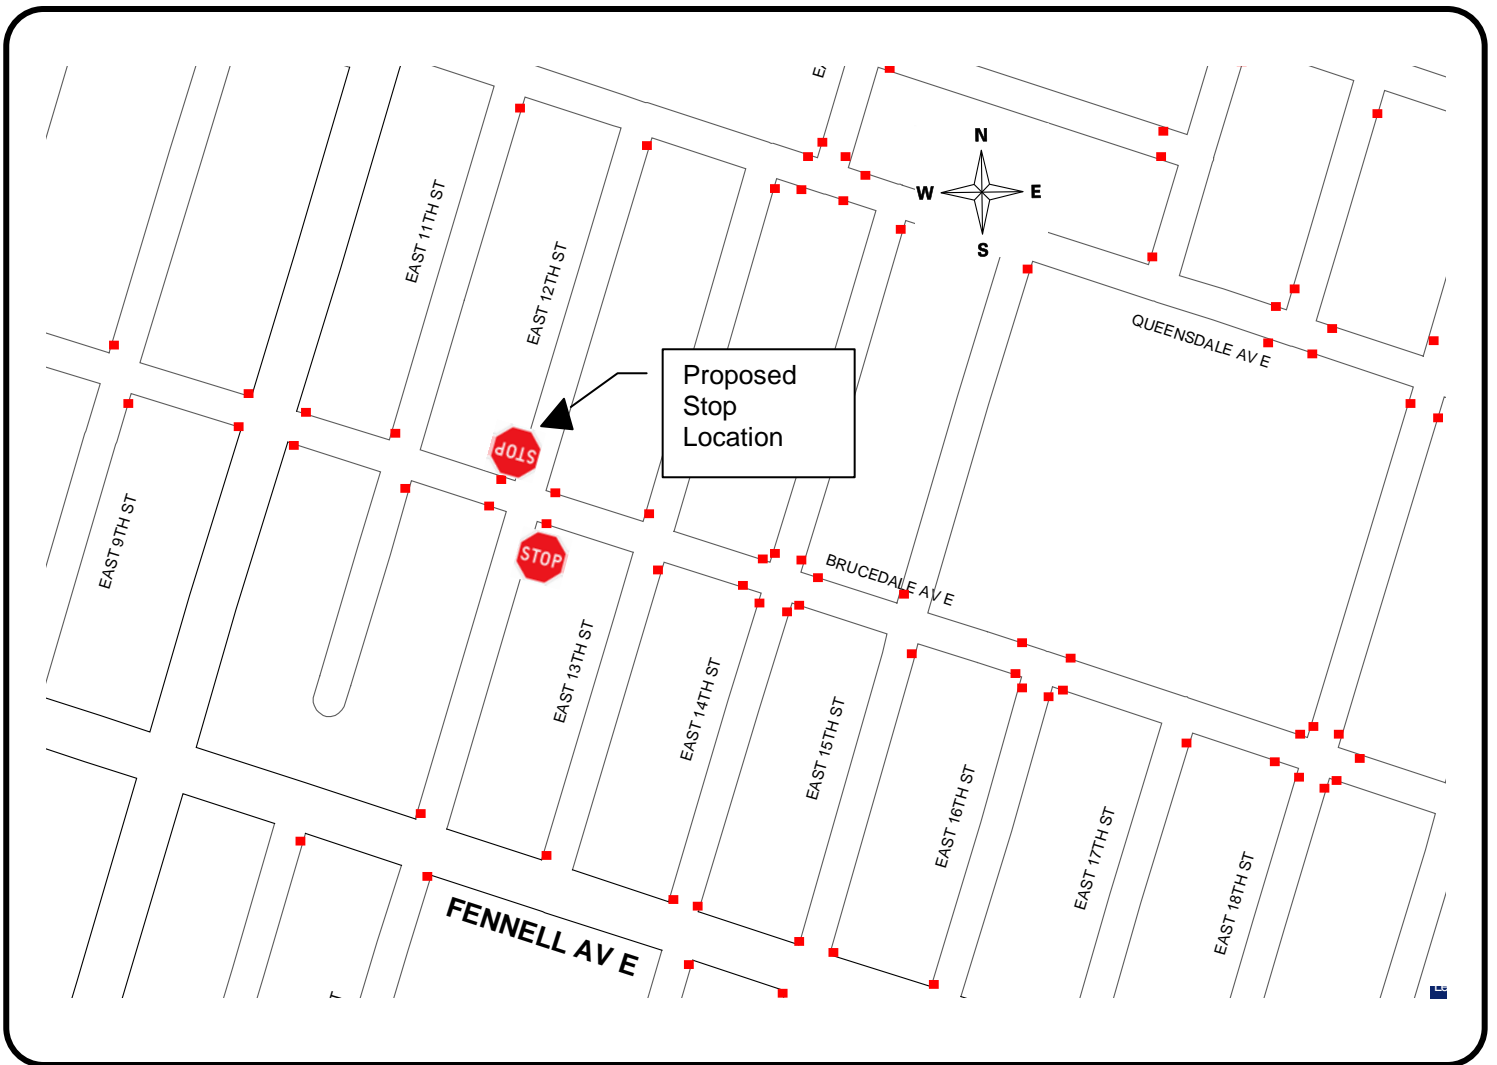 N
W E
S
EAST 11TH ST
EAST 12TH ST
QUEENSDALE AV E
Proposed
Stop
Location
STOP
STOP
EAST 9TH ST
BRUCEDALE AV E
EAST 13TH ST
EAST 14TH ST
EAST 15TH ST
EAST 16TH ST
EAST 17TH ST
EAST 18TH ST
FENNELL AV E